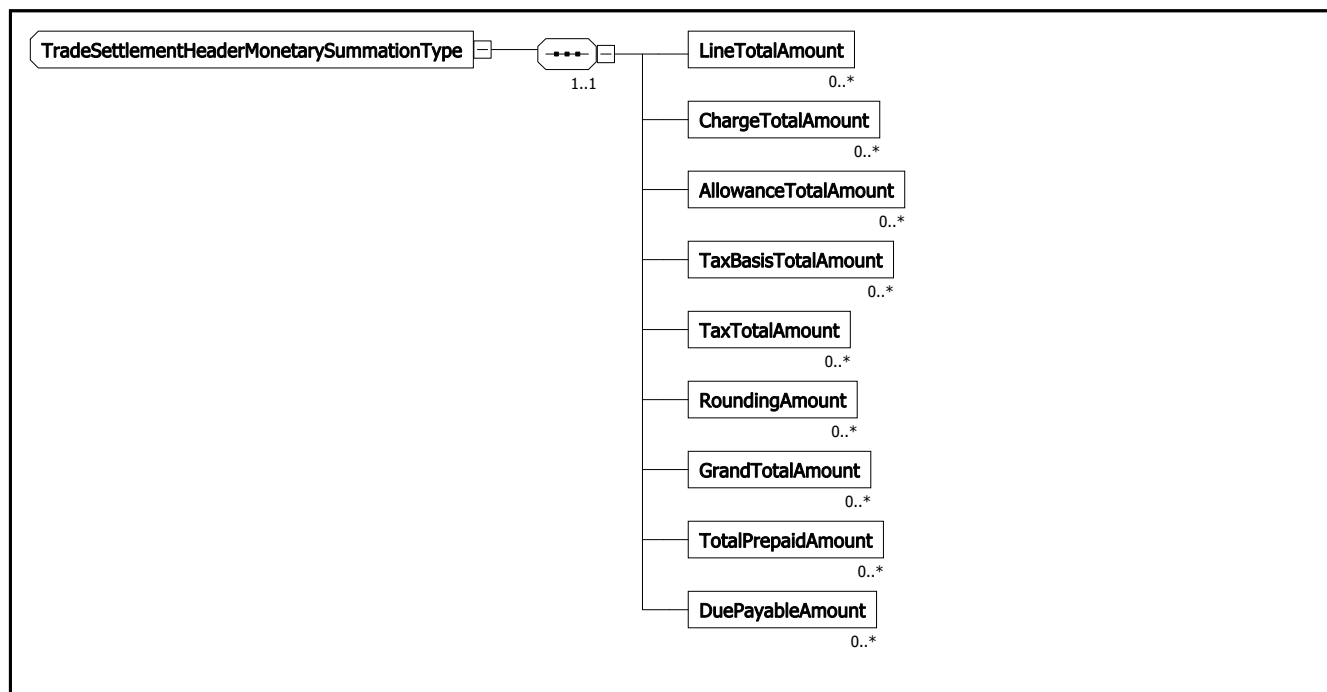 TradeSettlementHeaderMonetarySummationType
1..1
LineTotalAmount
0..*
ChargeTotalAmount
0..*
AllowanceTotalAmount
0..*
TaxBasisTotalAmount
0..*
TaxTotalAmount
0..*
RoundingAmount
0..*
GrandTotalAmount
0..*
TotalPrepaidAmount
0..*
DuePayableAmount
0..*